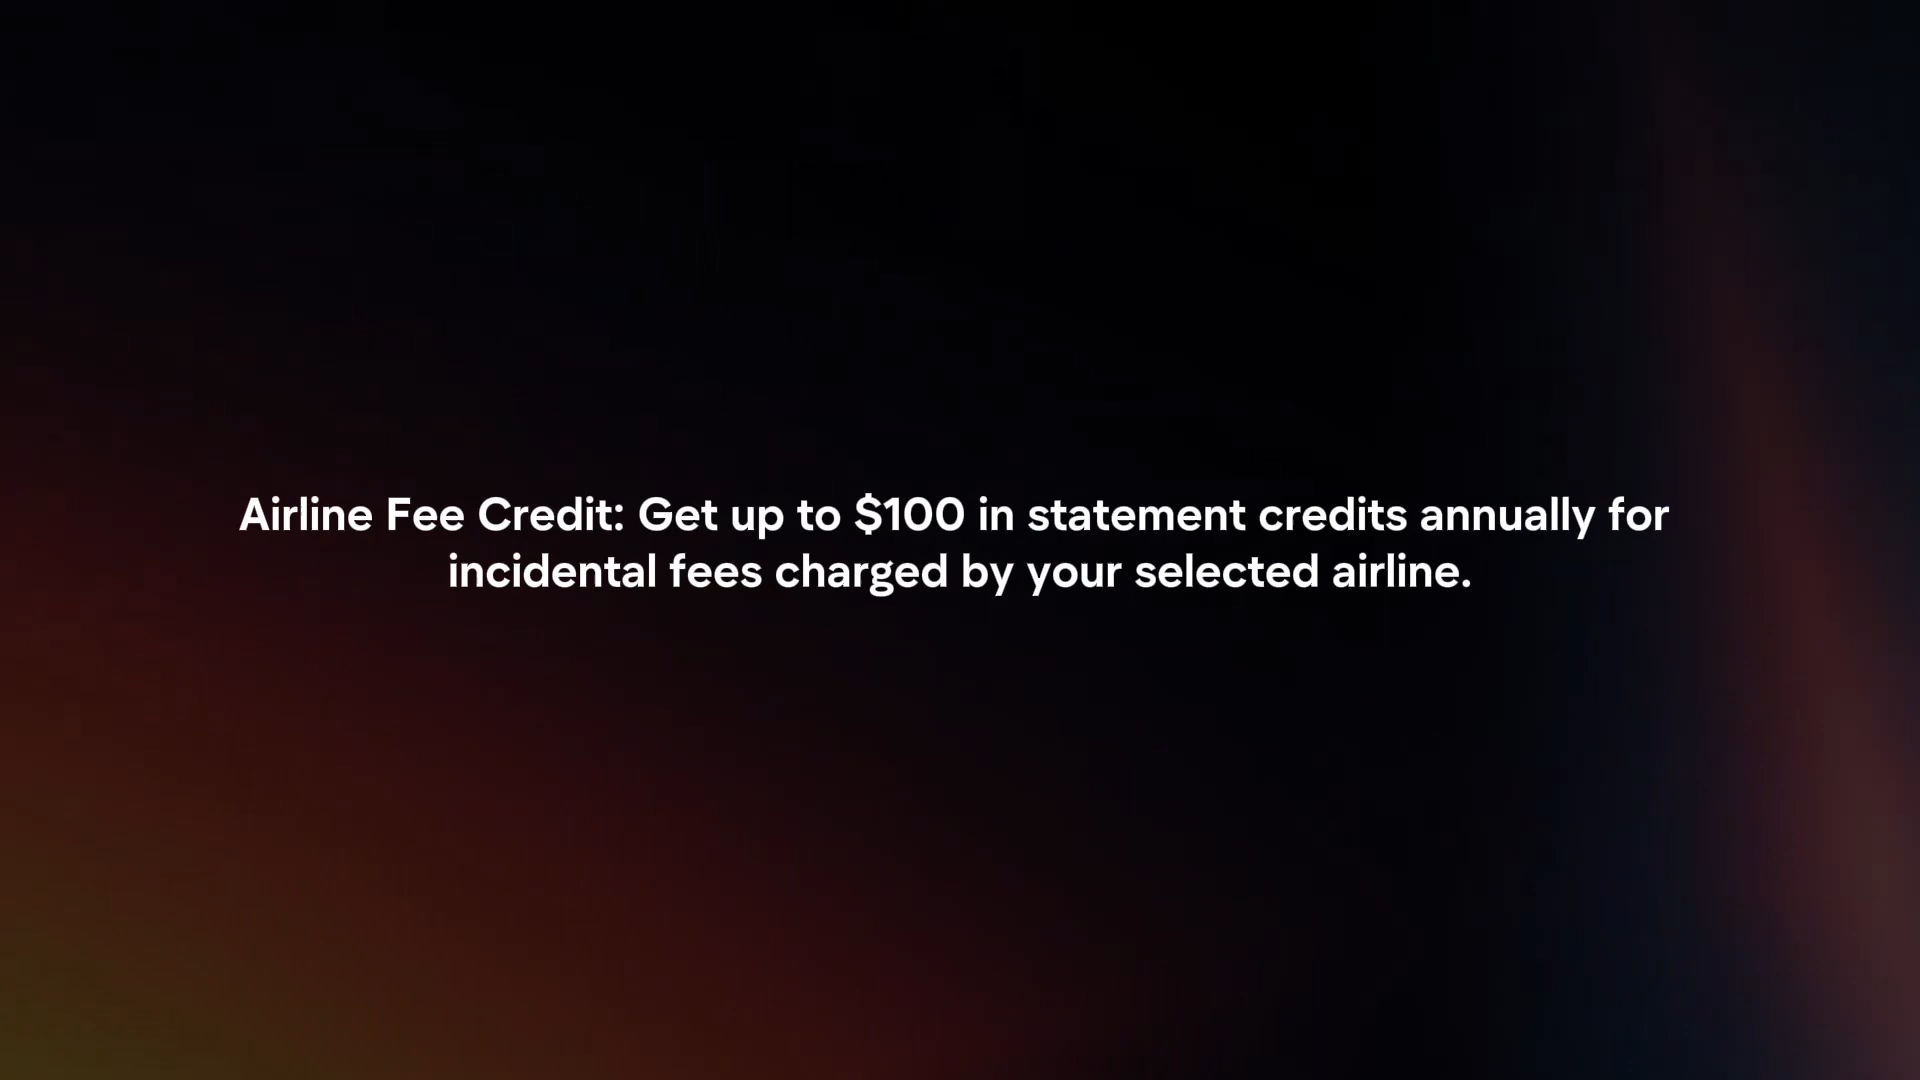 Airline Fee Credit: Get up to $100 in statement credits annually for
incidental fees charged by your selected airline.